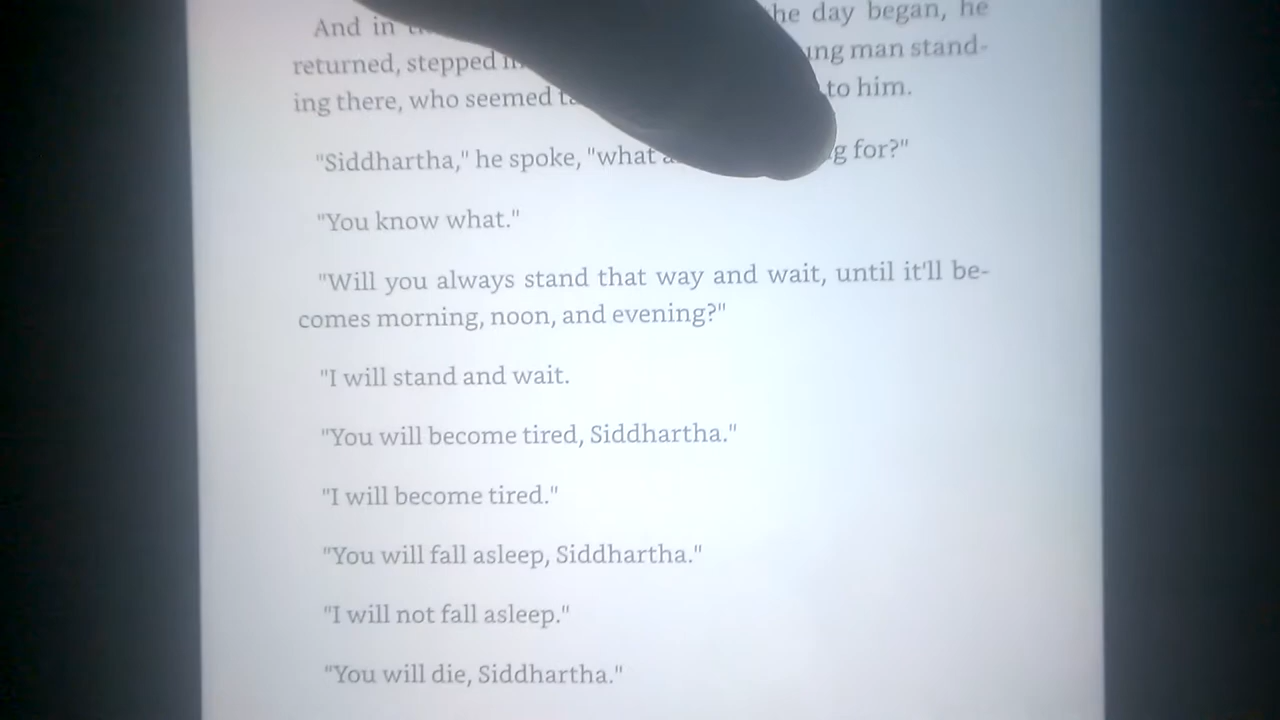 And in he day began, he
returned, stepped ing man stand-
ing there, who seemed to him.
"Siddhartha," he spoke, "what g for?"
"You know what."
"Will you always stand that way and wait, until it'll be-
comes morning, noon, and evening?"
"I will stand and wait.
"You will become tired, Siddhartha."
"I will become tired."
"You will fall asleep, Siddhartha."
"I will not fall asleep."
"You will die, Siddhartha."